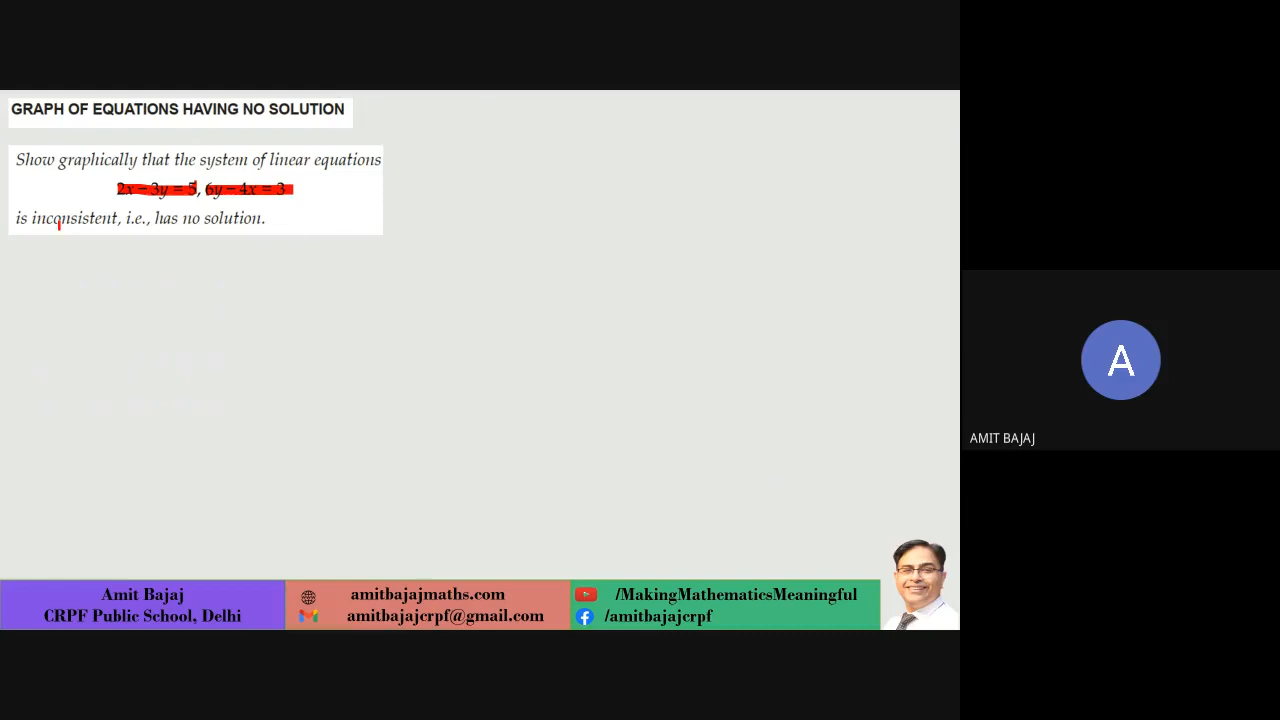 GRAPH OF EQUATIONS HAVING NO SOLUTION
Show graphically that the system of linear equations
2x − 3y = 5, 6y − 4x = 3
is inconsistent, i.e., has no solution.
A
AMIT BAJAJ
Amit Bajaj
CRPF Public School, Delhi
amitbajajmaths.com
amitbajajcrpf@gmail.com
/MakingMathematicsMeaningful
/amitbajajcrpf